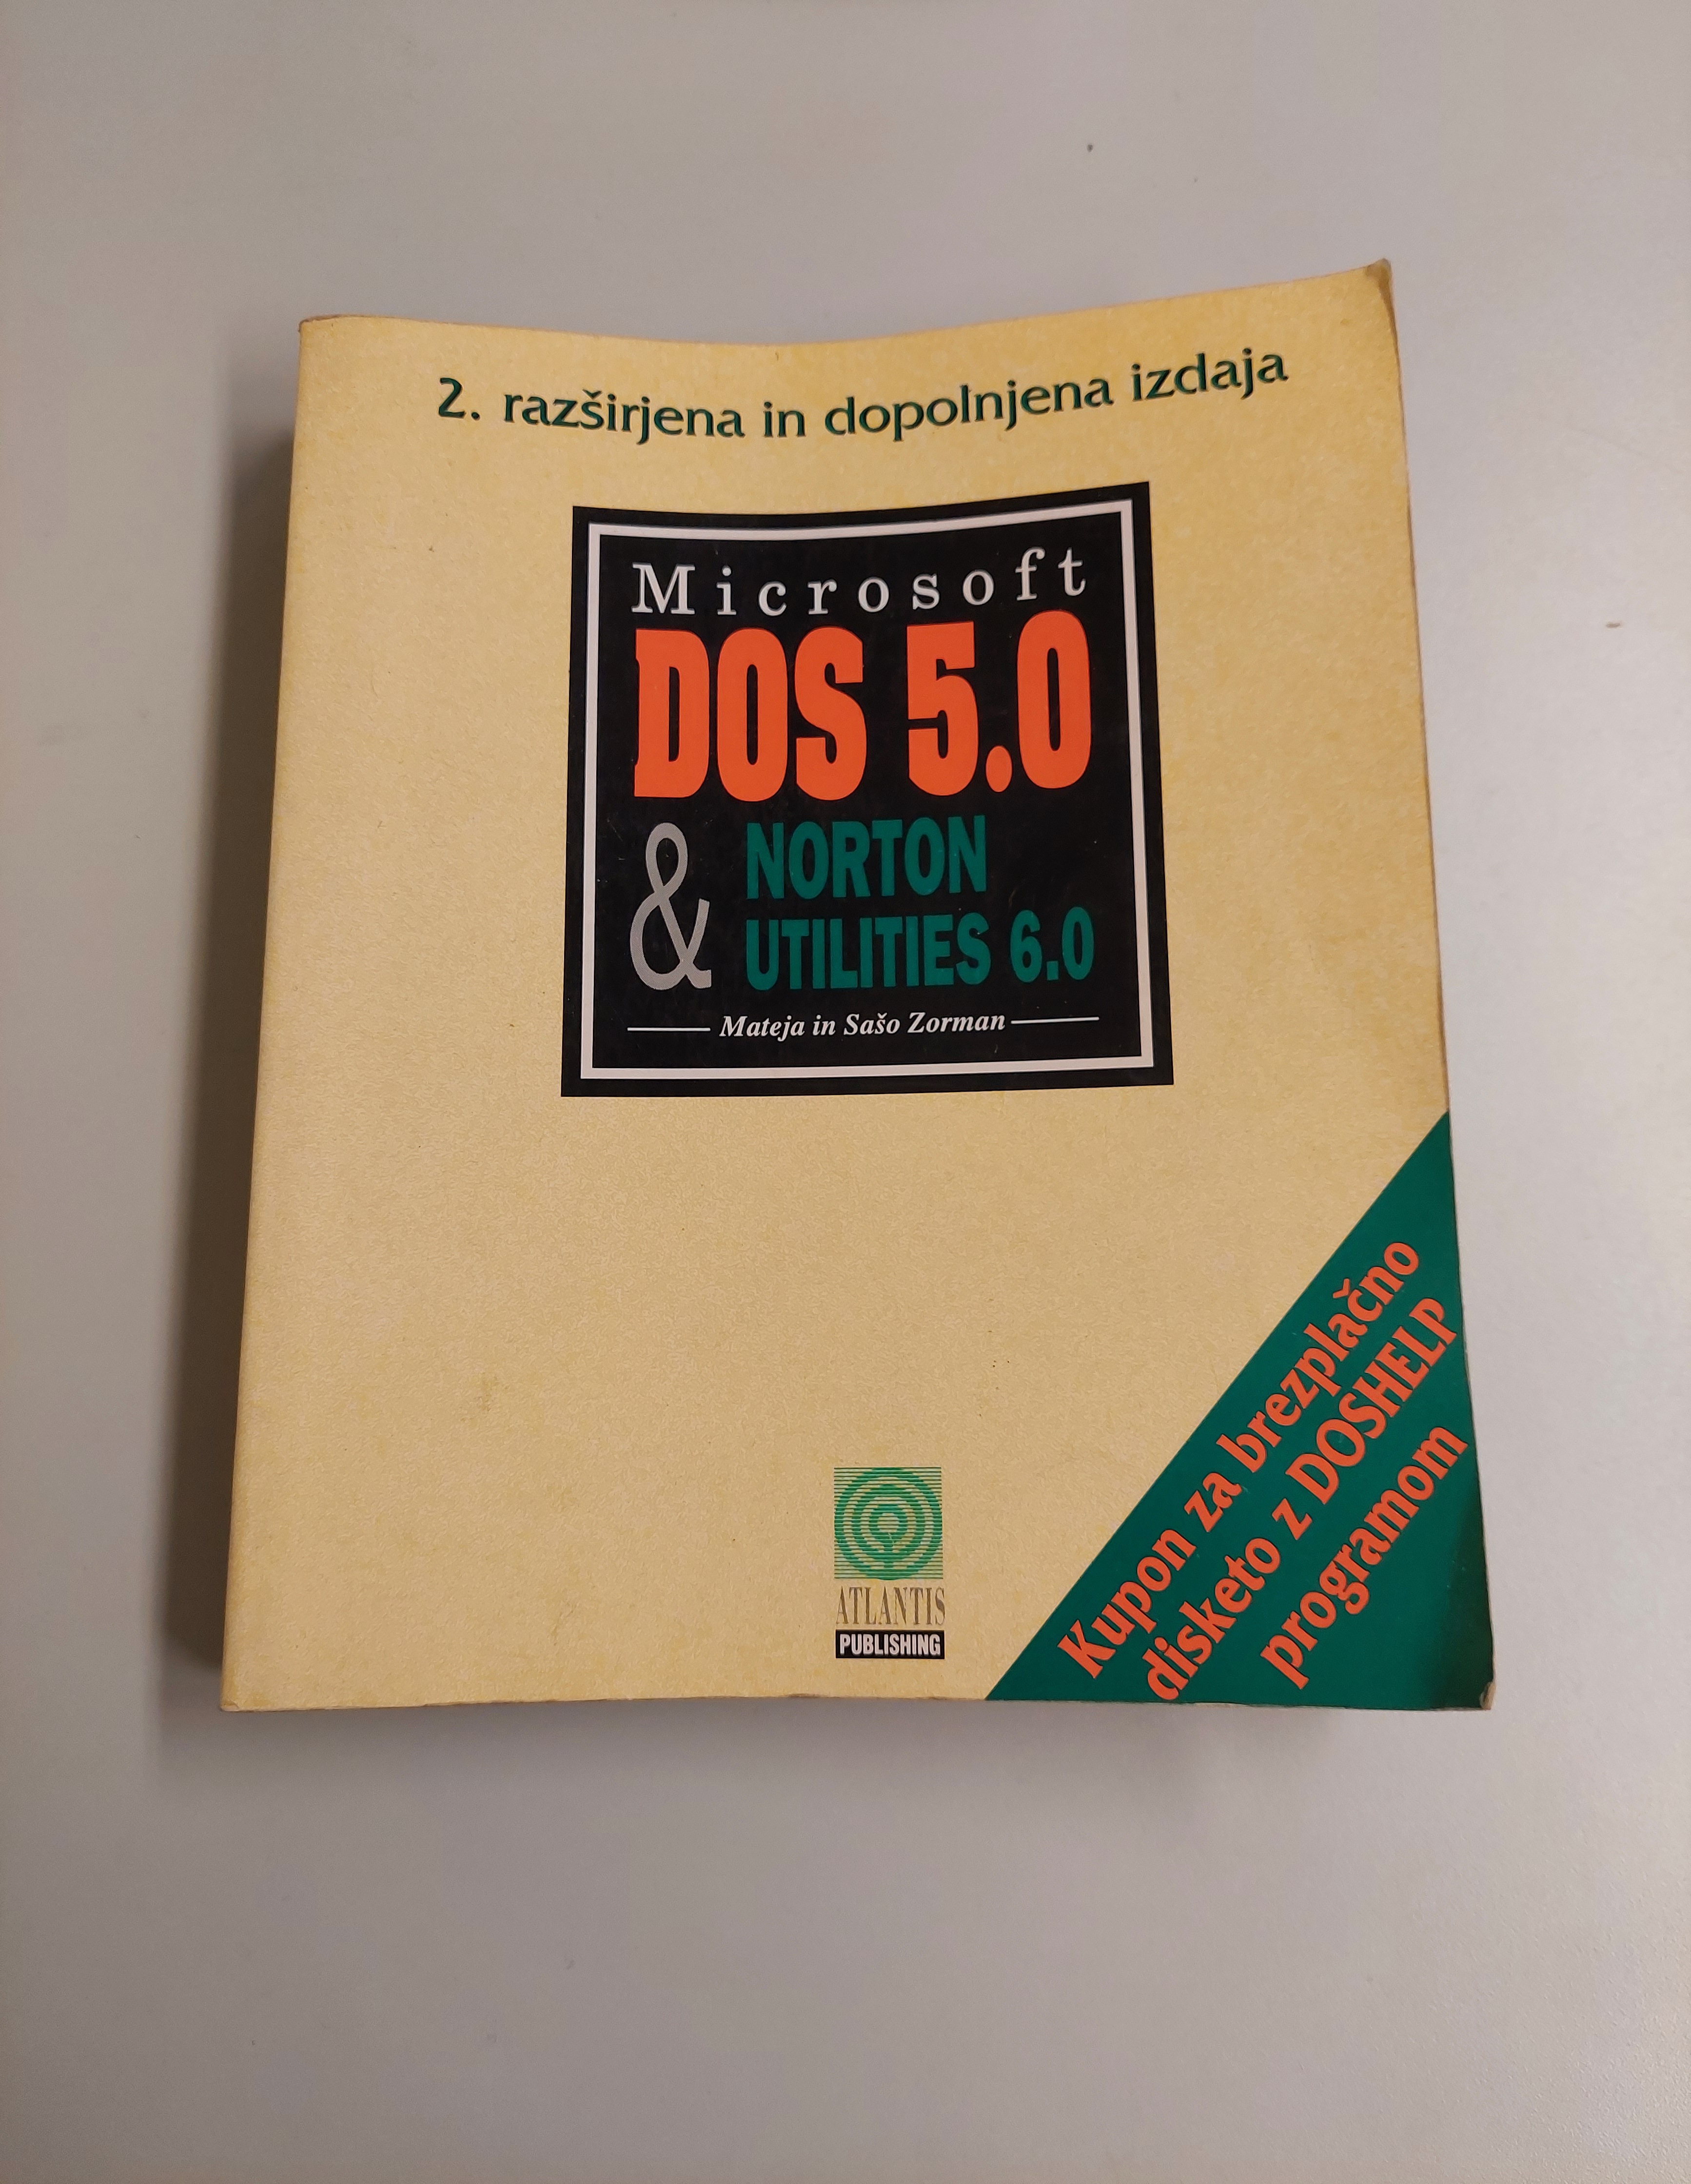 2. razširjena in dopolnjena izdaja
Microsoft
DOS 5.0
& NORTON
UTILITIES 6.0
Mateja in Sašo Zorman
Kupon za brezplačno
disketo z DOSHELP
programom
ATLANTIS
PUBLISHING